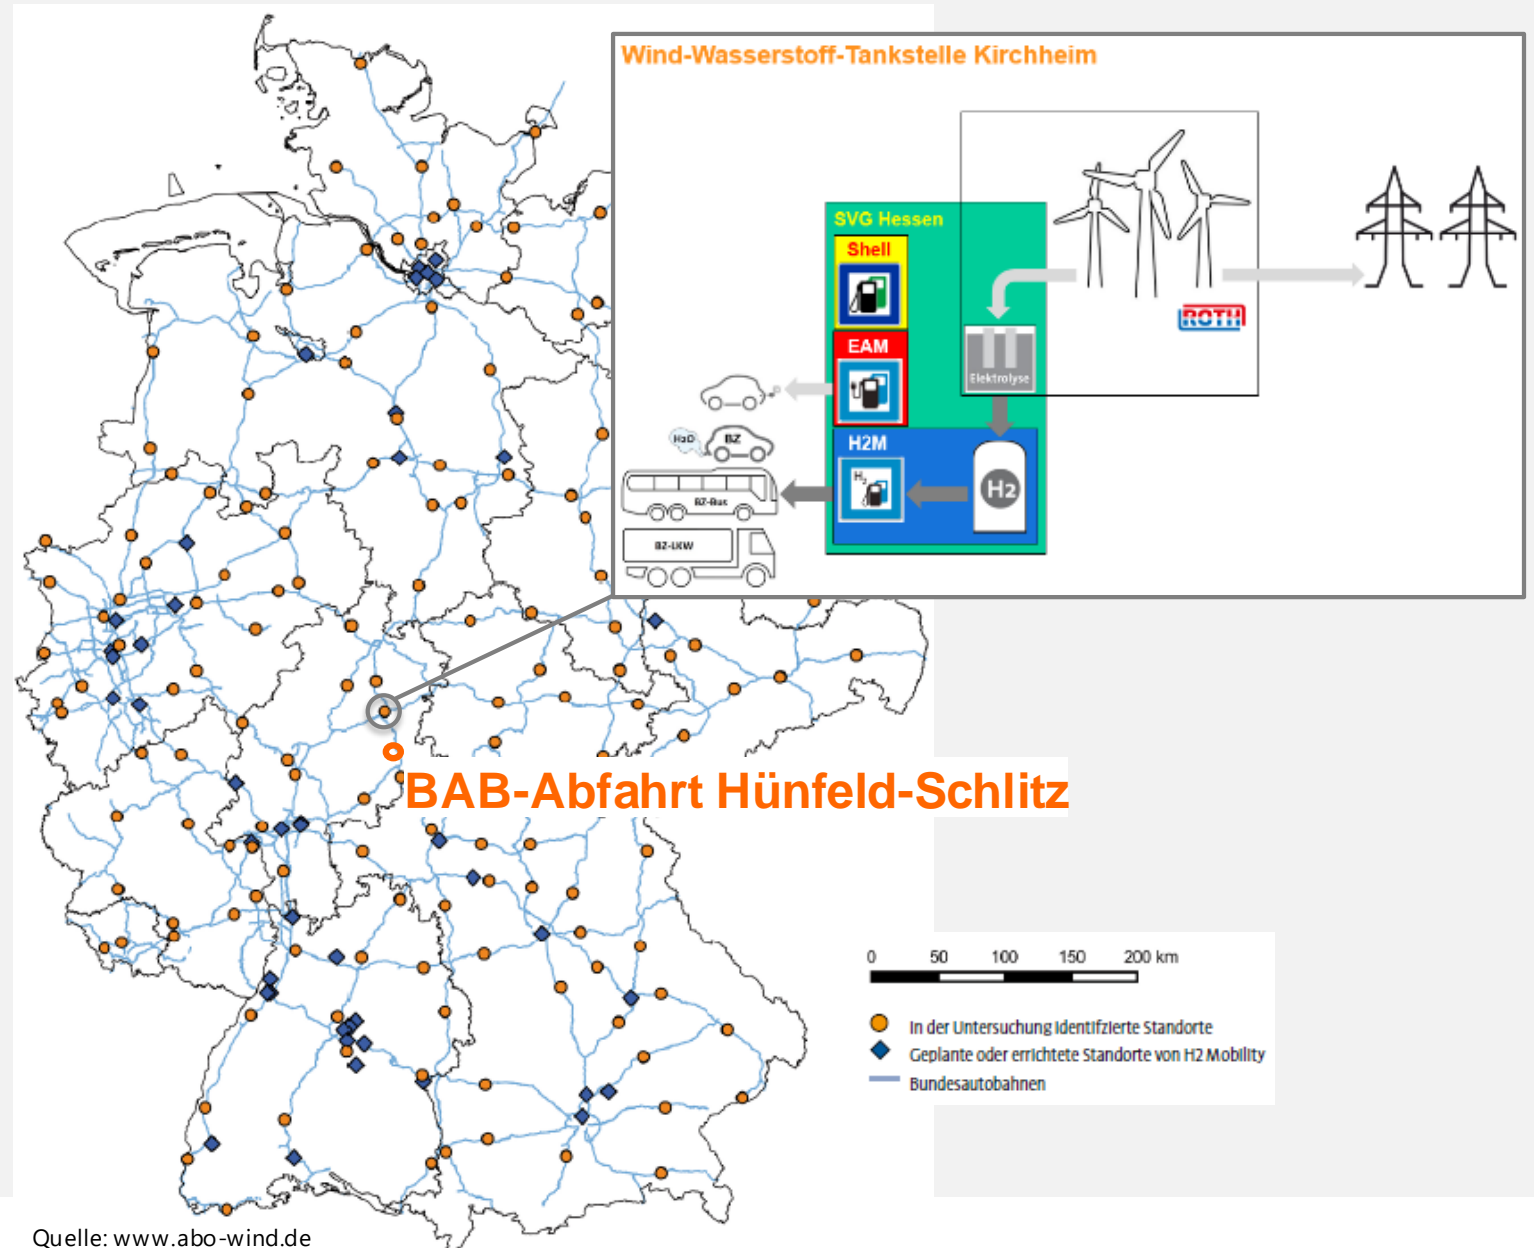 Wind-Wasserstoff-Tankstelle Kirchheim
SVG Hessen
Shell
ROTH
EAM
Elektrolyse
H2O
BZ
H2M
H2
H2
BZ-Bus
BZ-LKW
BAB-Abfahrt Hünfeld-Schlitz
0 50 100 150 200 km
In der Untersuchung identifzierte Standorte
Geplante oder errichtete Standorte von H2 Mobility
Bundesautobahnen
Quelle: www.abo-wind.de